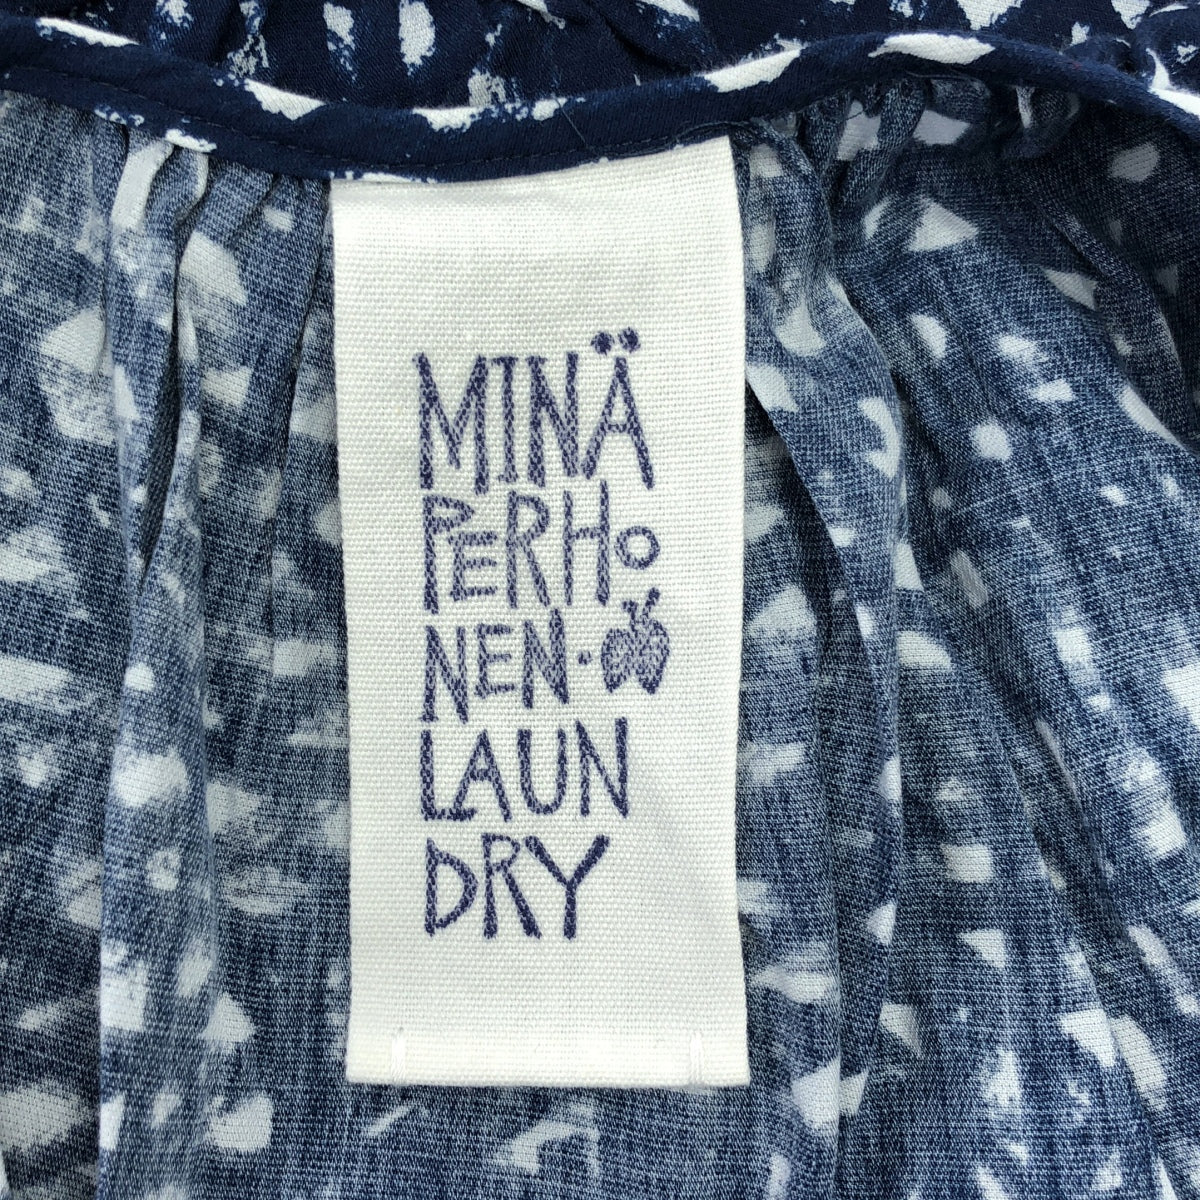 MINÄ
PERHO
NEN·
LAUN
DRY